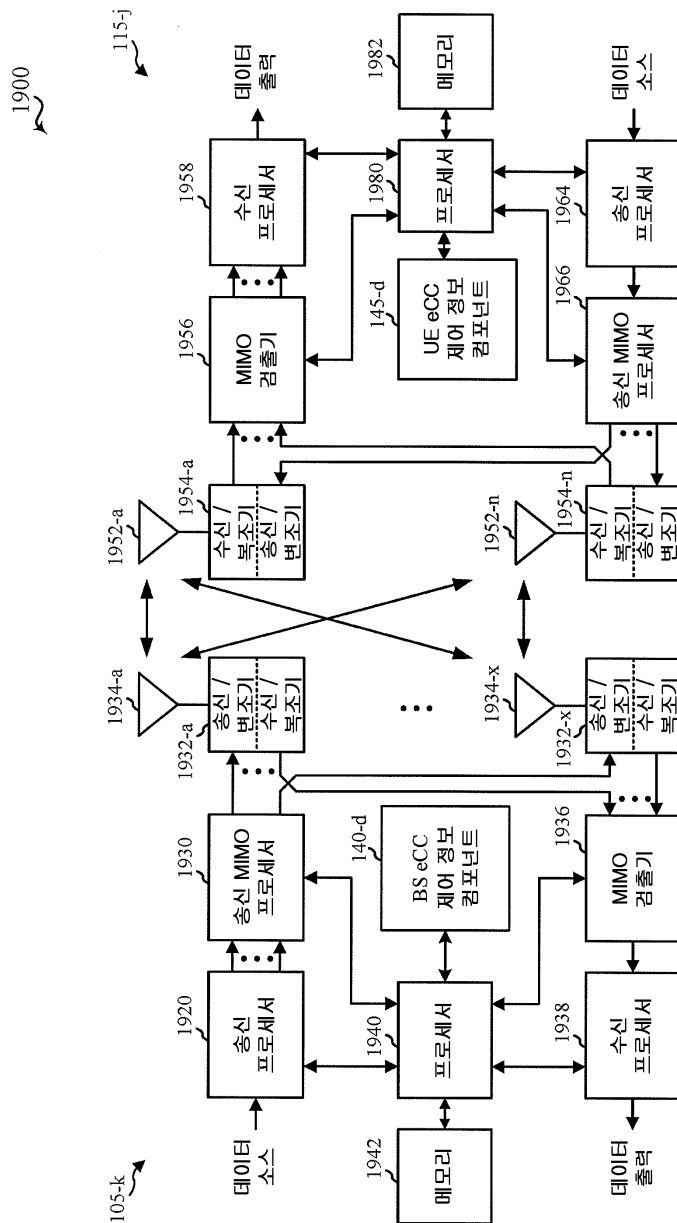 1900
105-k
115-j
데이터
소스
1920
송신
프로세서
1930
송신 MIMO
프로세서
1932-a
송신 /
변조기
수신 /
복조기
1934-a
1952-a
1954-a
수신 /
복조기
송신 /
변조기
1956
MIMO
검출기
1958
수신
프로세서
데이터
출력
1942
메모리
1940
프로세서
140-d
BS eCC
제어 정보
컴포넌트
145-d
UE eCC
제어 정보
컴포넌트
1980
프로세서
1982
메모리
데이터
출력
1938
수신
프로세서
1936
MIMO
검출기
1932-x
송신 /
변조기
수신 /
복조기
1934-x
1952-n
1954-n
수신 /
복조기
송신 /
변조기
1966
송신 MIMO
프로세서
1964
송신
프로세서
데이터
소스